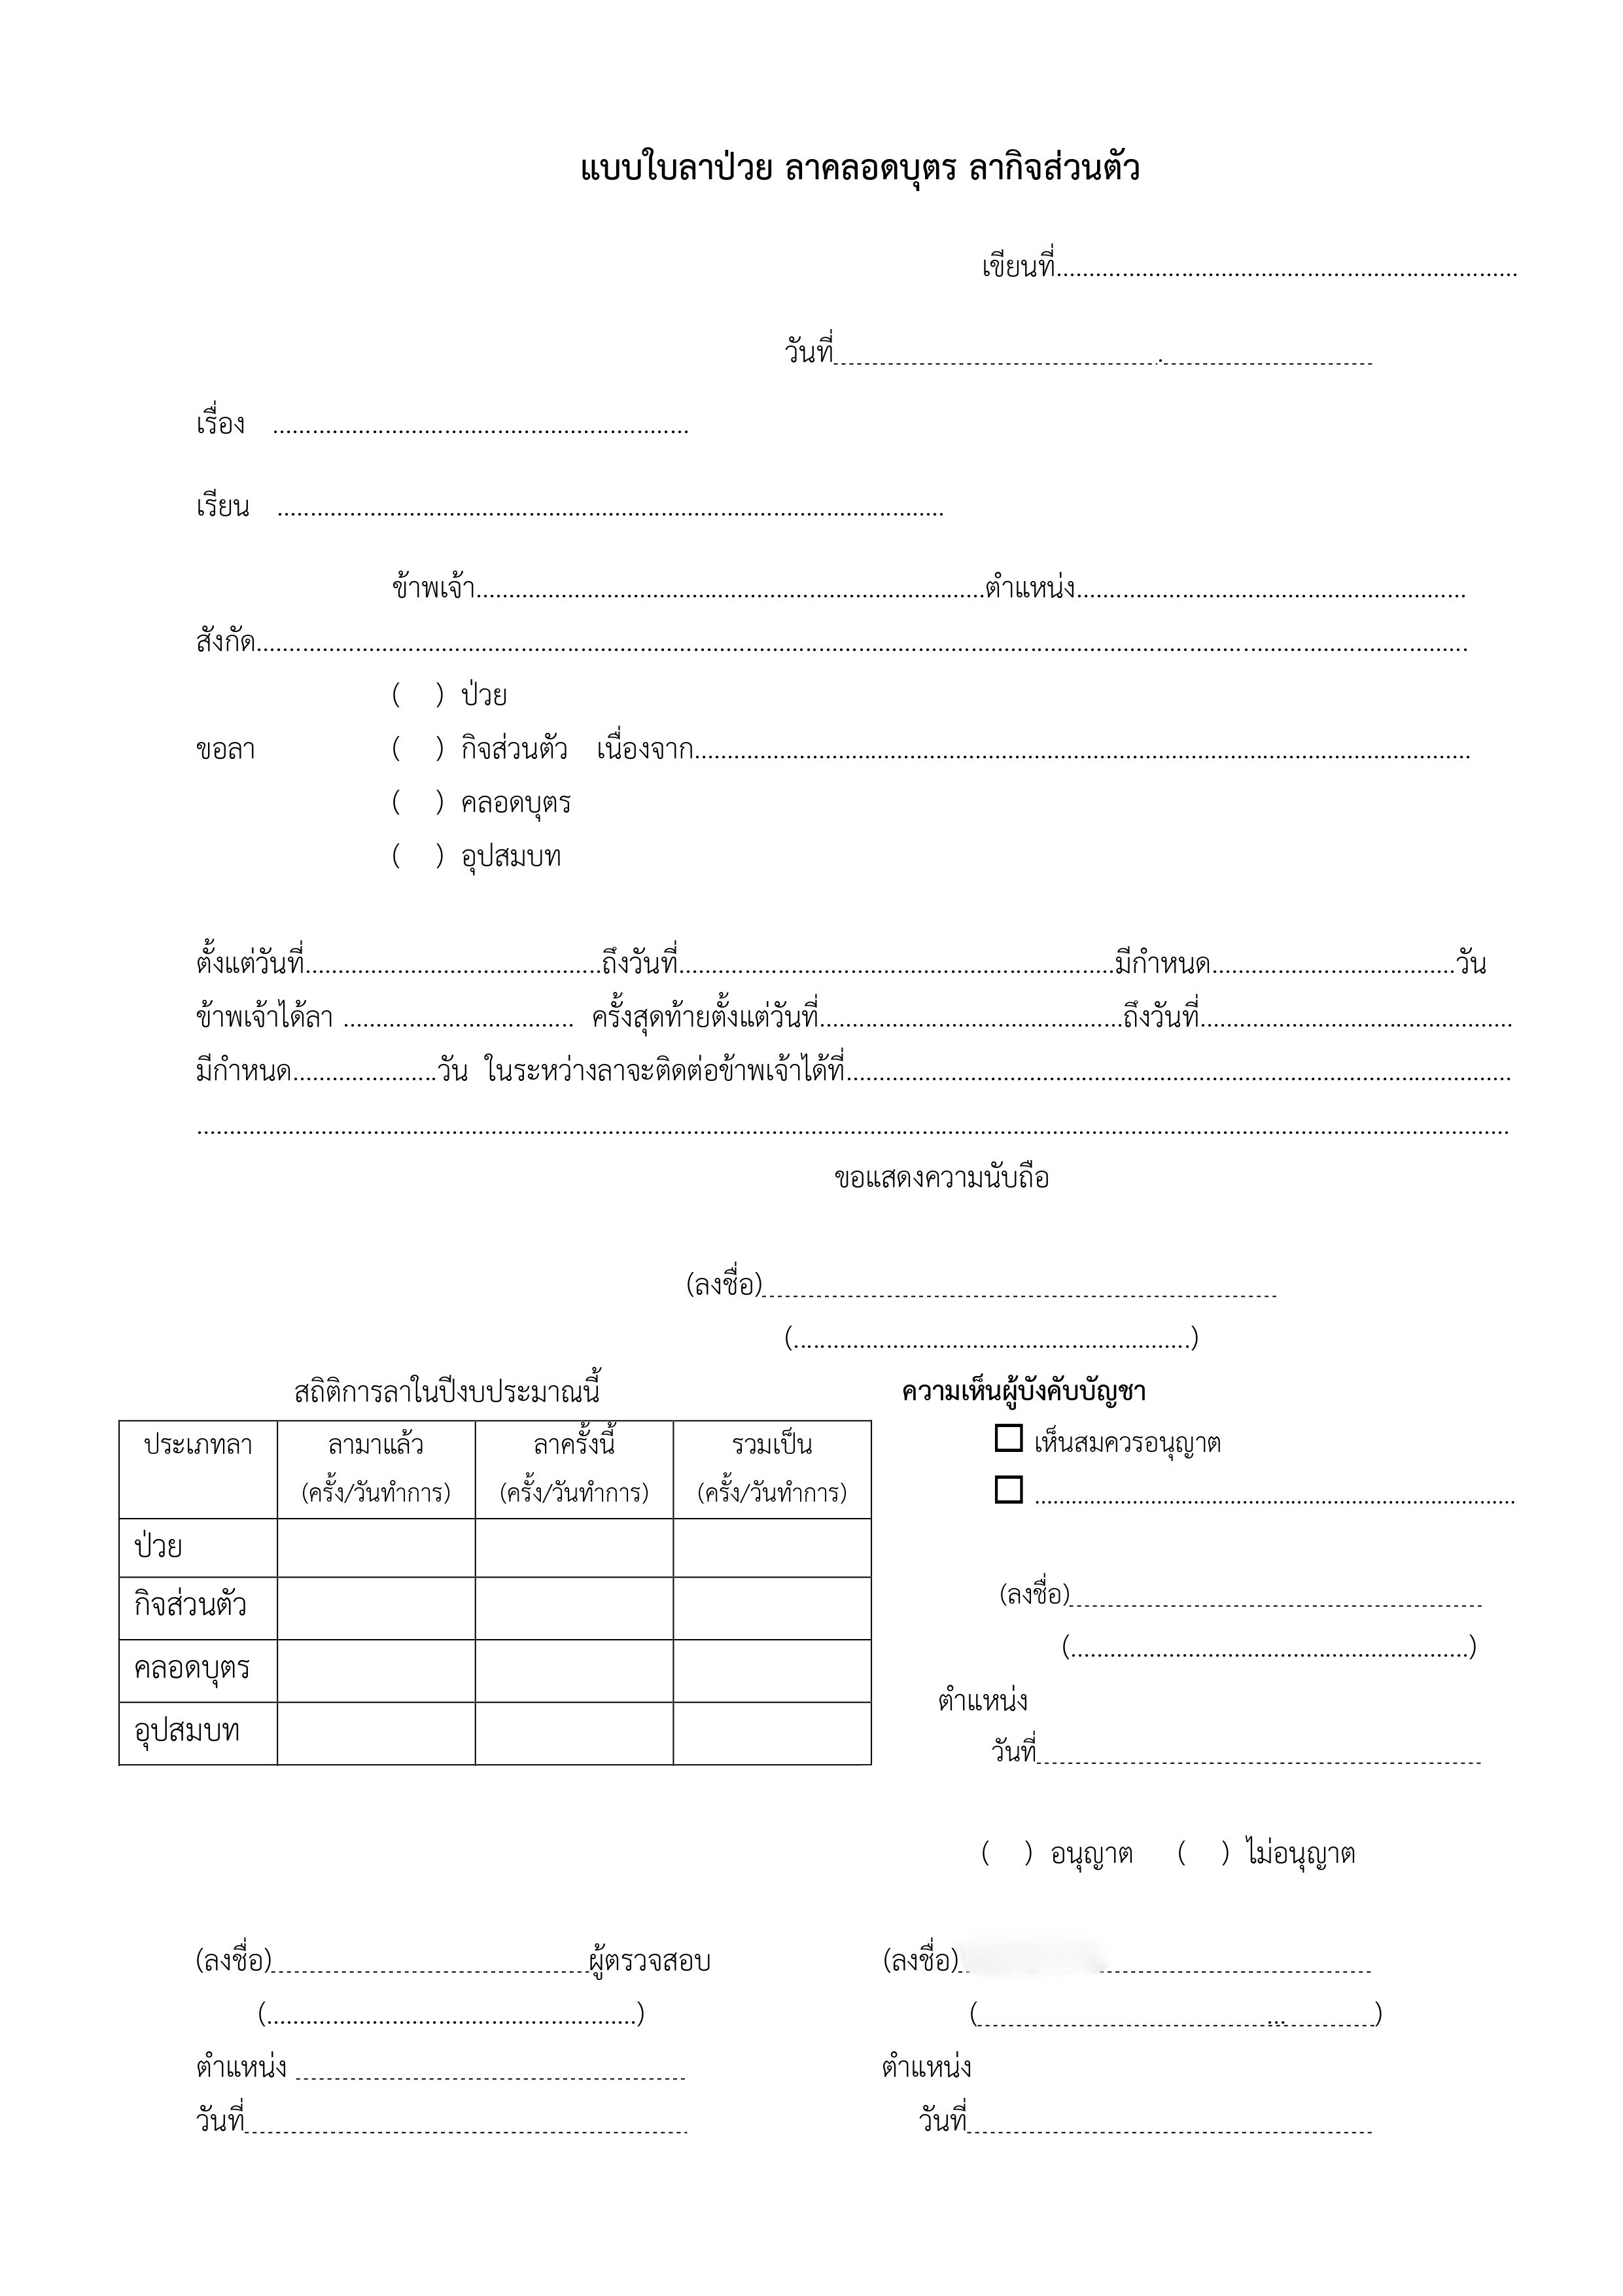 แบบใบลาป่วย ลาคลอดบุตร ลากิจส่วนตัว
เขียนที่......................................................................
วันที่..................................................................................
เรื่อง ...............................................................
เรียน .....................................................................................................
ข้าพเจ้า.............................................................................ตำแหน่ง...........................................................
สังกัด........................................................................................................................................................................................
( ) ป่วย
ขอลา ( ) กิจส่วนตัว เนื่องจาก......................................................................................................................
( ) คลอดบุตร
( ) อุปสมบท
ตั้งแต่วันที่.............................................ถึงวันที่..................................................................มีกำหนด.....................................วัน
ข้าพเจ้าได้ลา ................................... ครั้งสุดท้ายตั้งแต่วันที่..............................................ถึงวันที่...............................................
มีกำหนด......................วัน ในระหว่างลาจะติดต่อข้าพเจ้าได้ที่.....................................................................................................
.......................................................................................................................................................................................................
ขอแสดงความนับถือ
(ลงชื่อ)...............................................................................
(............................................................)
สถิติการลาในปีงบประมาณนี้
ประเภทลา ลามาแล้ว ลาครั้งนี้ รวมเป็น
(ครั้ง/วันทำการ) (ครั้ง/วันทำการ) (ครั้ง/วันทำการ)
ป่วย
กิจส่วนตัว
คลอดบุตร
อุปสมบท
ความเห็นผู้บังคับบัญชา
☐ เห็นสมควรอนุญาต
☐ .........................................................................
(ลงชื่อ)...............................................................
(............................................................)
ตำแหน่ง
วันที่....................................................................
( ) อนุญาต ( ) ไม่อนุญาต
(ลงชื่อ)................................................ผู้ตรวจสอบ
(........................................................)
ตำแหน่ง ............................................................
วันที่....................................................................
(ลงชื่อ)...............................................................
(.............................................................)
ตำแหน่ง
วันที่..............................................................